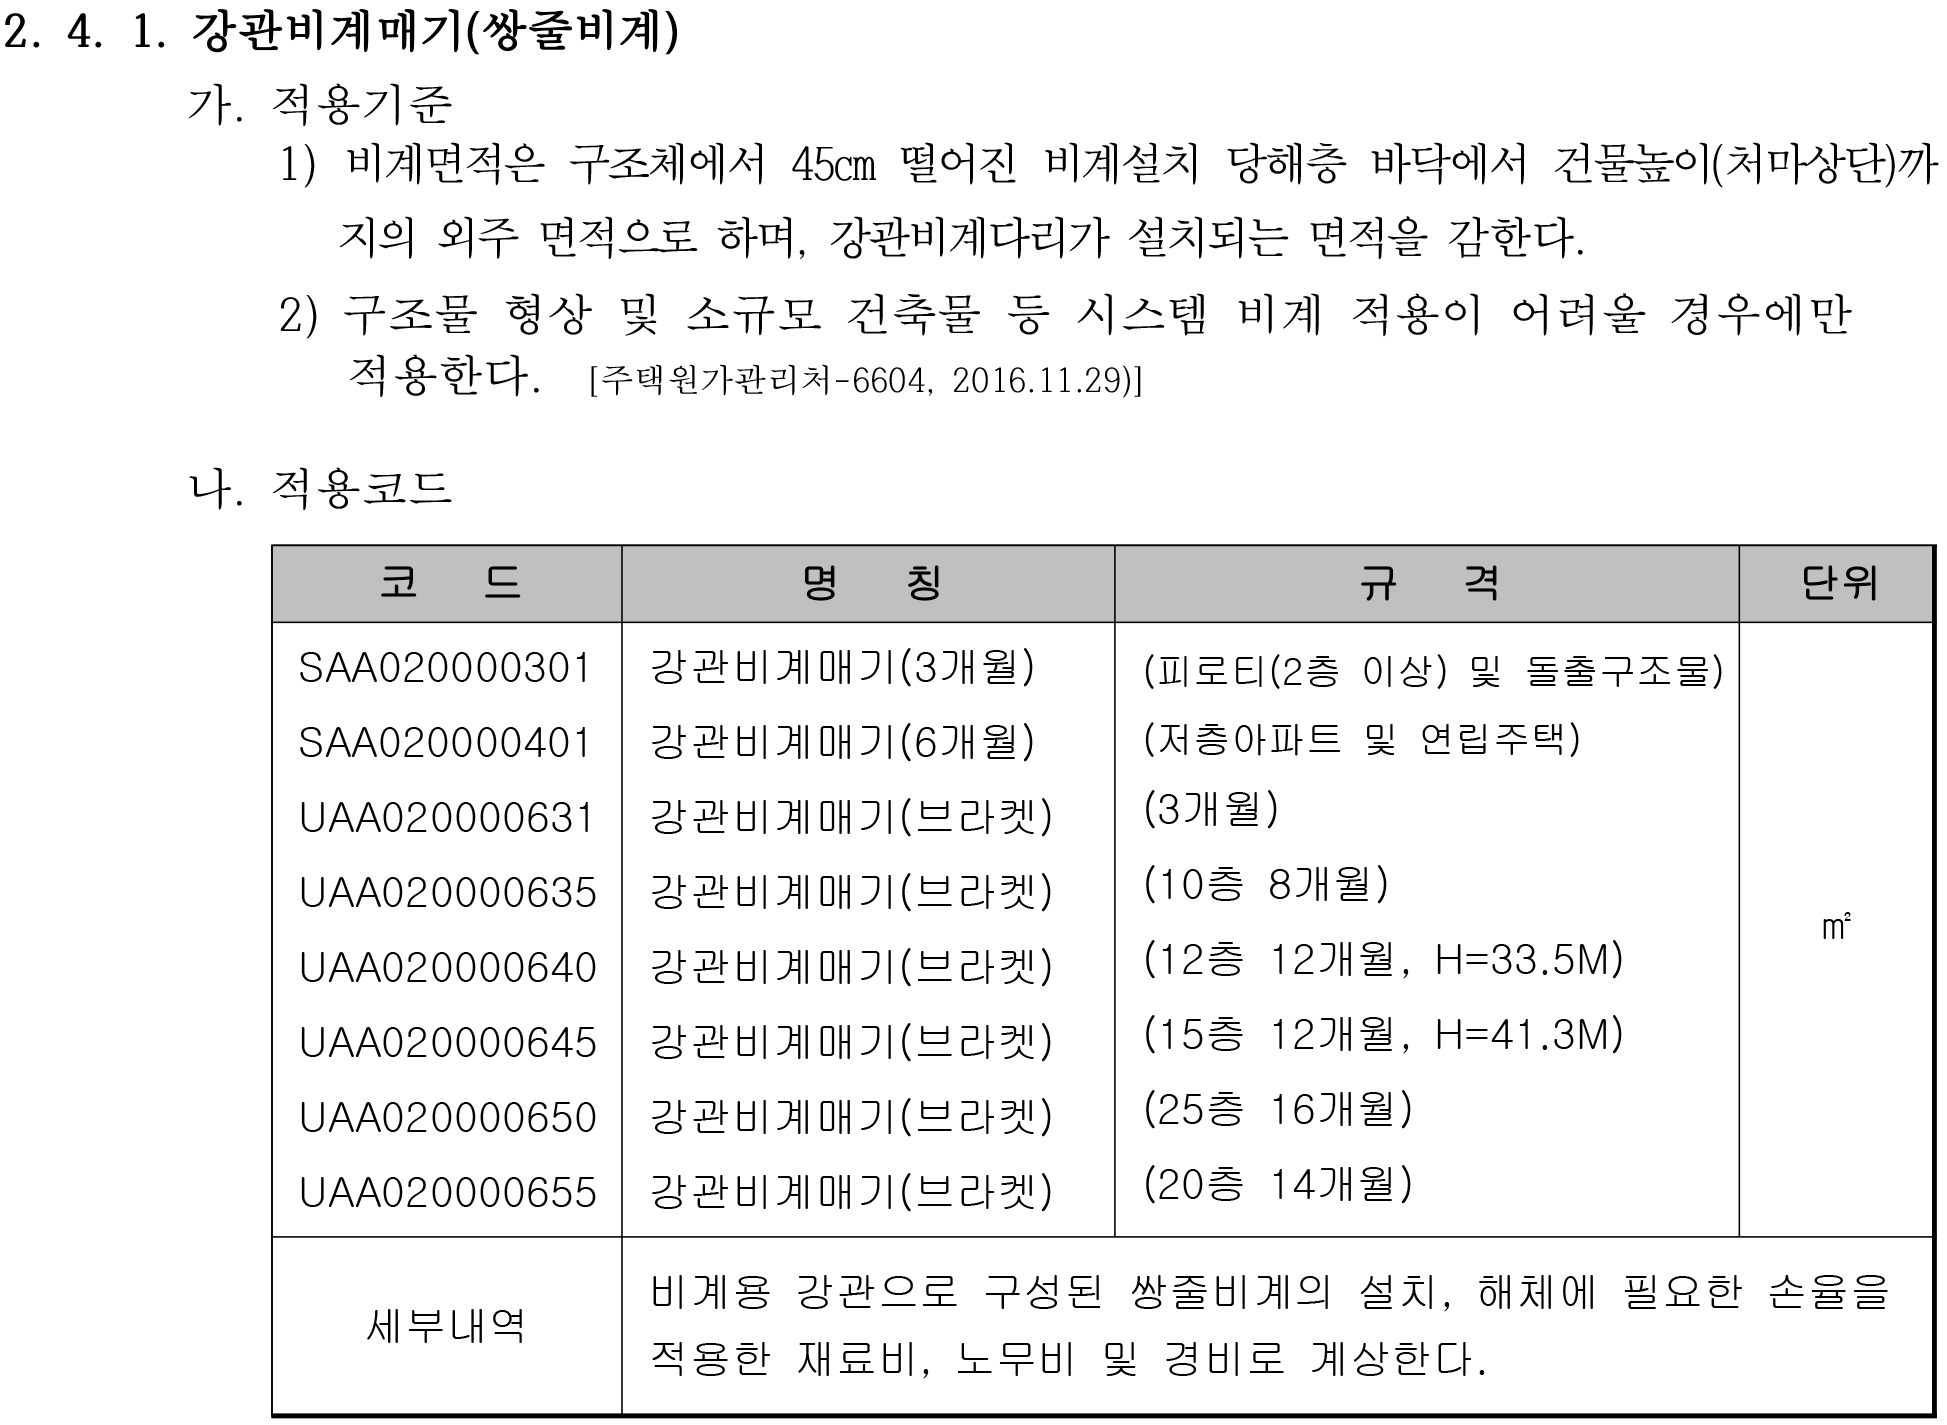 2. 4. 1. 강관비계매기(쌍줄비계)
가. 적용기준
1) 비계면적은 구조체에서 45cm 떨어진 비계설치 당해층 바닥에서 건물높이(처마상단)까
지의 외주 면적으로 하며, 강관비계다리가 설치되는 면적을 감한다.
2) 구조물 형상 및 소규모 건축물 등 시스템 비계 적용이 어려울 경우에만
적용한다. [주택원가관리처-6604, 2016.11.29)]
나. 적용코드
코 드 명 칭 규 격 단위
SAA020000301 강관비계매기(3개월) (피로티(2층 이상) 및 돌출구조물)
SAA020000401 강관비계매기(6개월) (저층아파트 및 연립주택)
UAA020000631 강관비계매기(브라켓) (3개월)
UAA020000635 강관비계매기(브라켓) (10층 8개월)
㎡
UAA020000640 강관비계매기(브라켓) (12층 12개월, H=33.5M)
UAA020000645 강관비계매기(브라켓) (15층 12개월, H=41.3M)
UAA020000650 강관비계매기(브라켓) (25층 16개월)
UAA020000655 강관비계매기(브라켓) (20층 14개월)
세부내역
비계용 강관으로 구성된 쌍줄비계의 설치, 해체에 필요한 손율을
적용한 재료비, 노무비 및 경비로 계상한다.